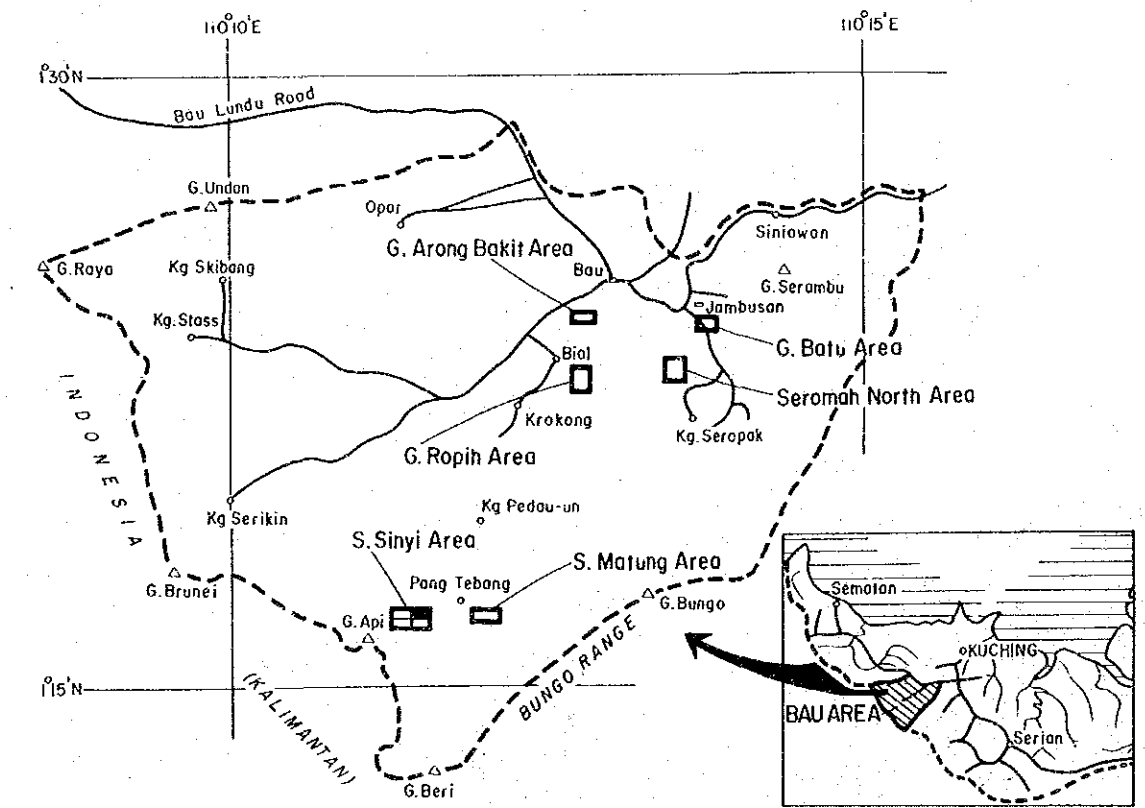 110°10'E
110°15'E
1°30'N
Bau Lundu Road
G. Undan
Opar
G. Arong Bakit Area
Siniawan
G. Raya
Kg Skibang
Bau
G. Serambu
Jambusan
Kg. Stass
G. Batu Area
Bial
Seromah North Area
Krokong
Kg. Seropak
G. Ropih Area
INDONESIA
Kg Serikin
Kg Pedau-un
S. Sinyi Area
S. Matung Area
Pang Tebang
G. Brunei
G. Bungo
G. Api
1°15'N
(KALIMANTAN)
BUNGO RANGE
G. Beri
Sematan
KUCHING
BAU AREA
Serian